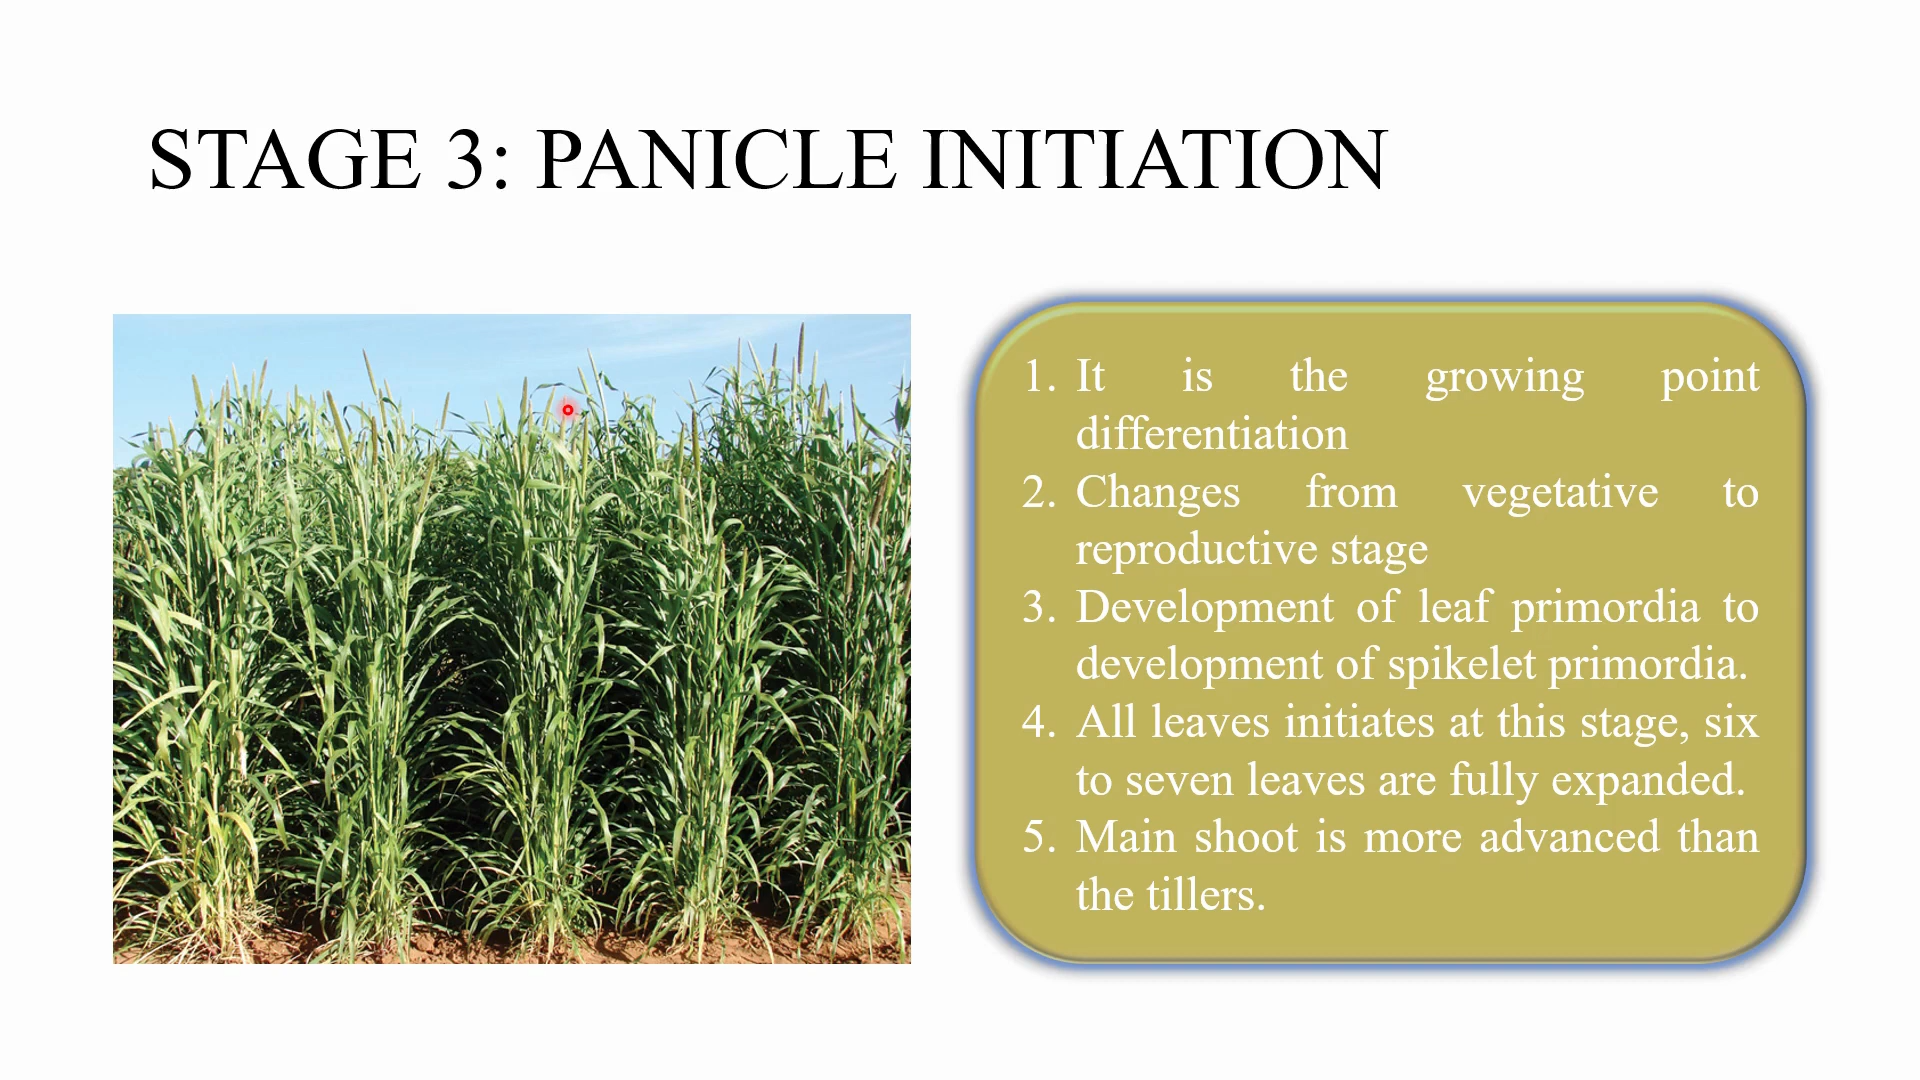 STAGE 3: PANICLE INITIATION
1. It is the growing point
differentiation
2. Changes from vegetative to
reproductive stage
3. Development of leaf primordia to
development of spikelet primordia.
4. All leaves initiates at this stage, six
to seven leaves are fully expanded.
5. Main shoot is more advanced than
the tillers.